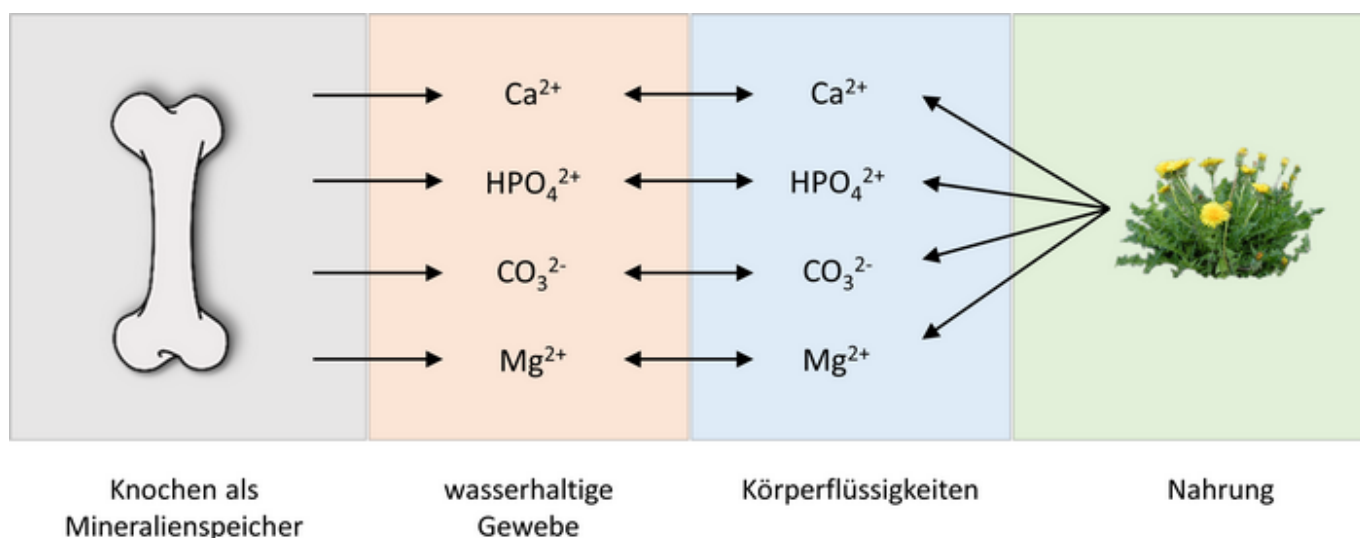 Ca²⁺ Ca²⁺
HPO₄²⁺ HPO₄²⁺
CO₃²⁻ CO₃²⁻
Mg²⁺ Mg²⁺
Knochen als
Mineralienspeicher
wasserhaltige
Gewebe
Körperflüssigkeiten
Nahrung